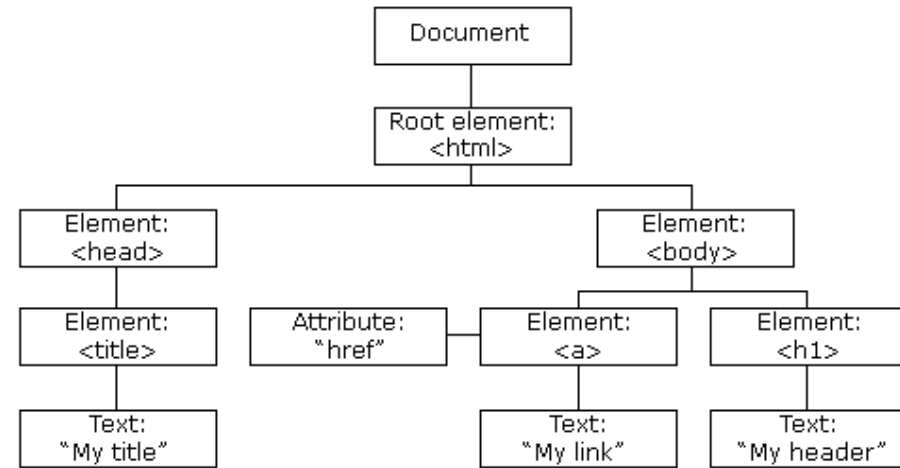 Document
Root element:
<html>
Element:
<head>
Element:
<body>
Element:
<title>
Attribute:
“href”
Element:
<a>
Element:
<h1>
Text:
“My title”
Text:
“My link”
Text:
“My header”